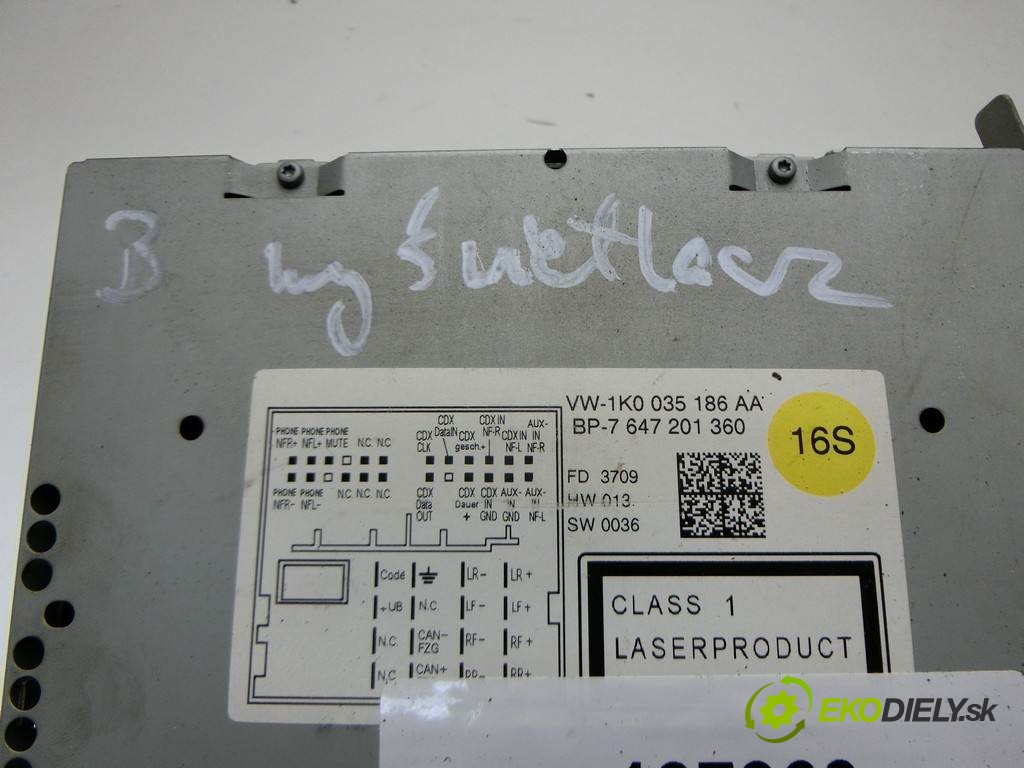 B wyświetlacz
VW-1K0 035 186 AA
BP-7 647 201 360
16S
FD 3709
HW 013
SW 0036
PHONE PHONE PHONE
NFR+ NFL+ MUTE N.C. N.C
CDX CLK
CDX DataIN
CDX gesch.+
CDX IN NF-R
CDX IN NF-L
AUX-IN NF-R
PHONE PHONE
NFR- NFL- N.C. N.C. N.C.
CDX Data OUT
CDX Dauer +
CDX IN GND
AUX-IN GND
AUX-IN NF-L
Code LR- LR+
+UB N.C. LF- LF+
N.C. CAN-FZG RF- RF+
N,C CAN+ RR- RR+
CLASS 1
LASERPRODUCT
EKODIELY.sk